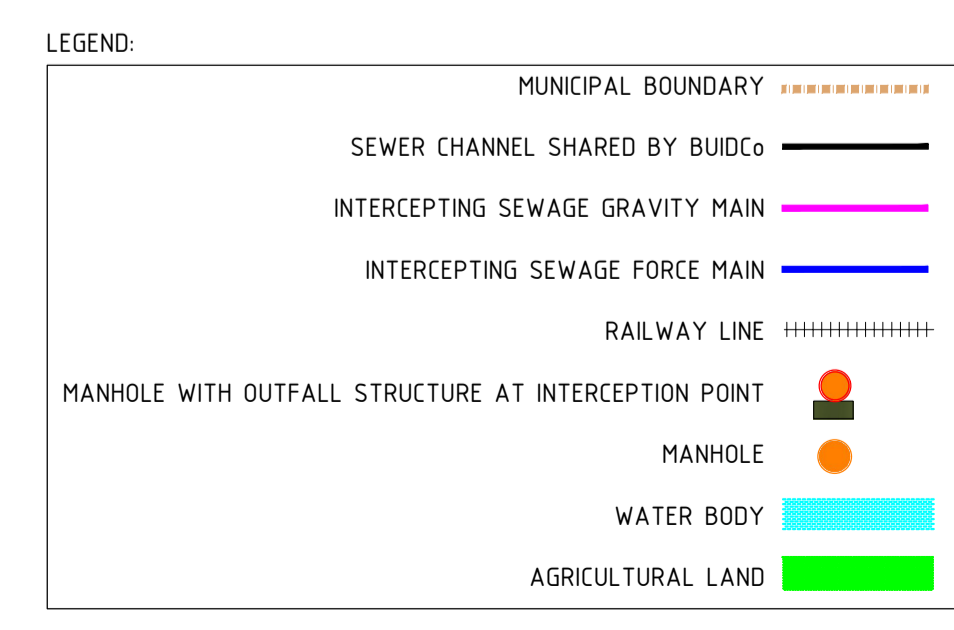 LEGEND:
MUNICIPAL BOUNDARY
SEWER CHANNEL SHARED BY BUIDCo
INTERCEPTING SEWAGE GRAVITY MAIN
INTERCEPTING SEWAGE FORCE MAIN
RAILWAY LINE
MANHOLE WITH OUTFALL STRUCTURE AT INTERCEPTION POINT
MANHOLE
WATER BODY
AGRICULTURAL LAND